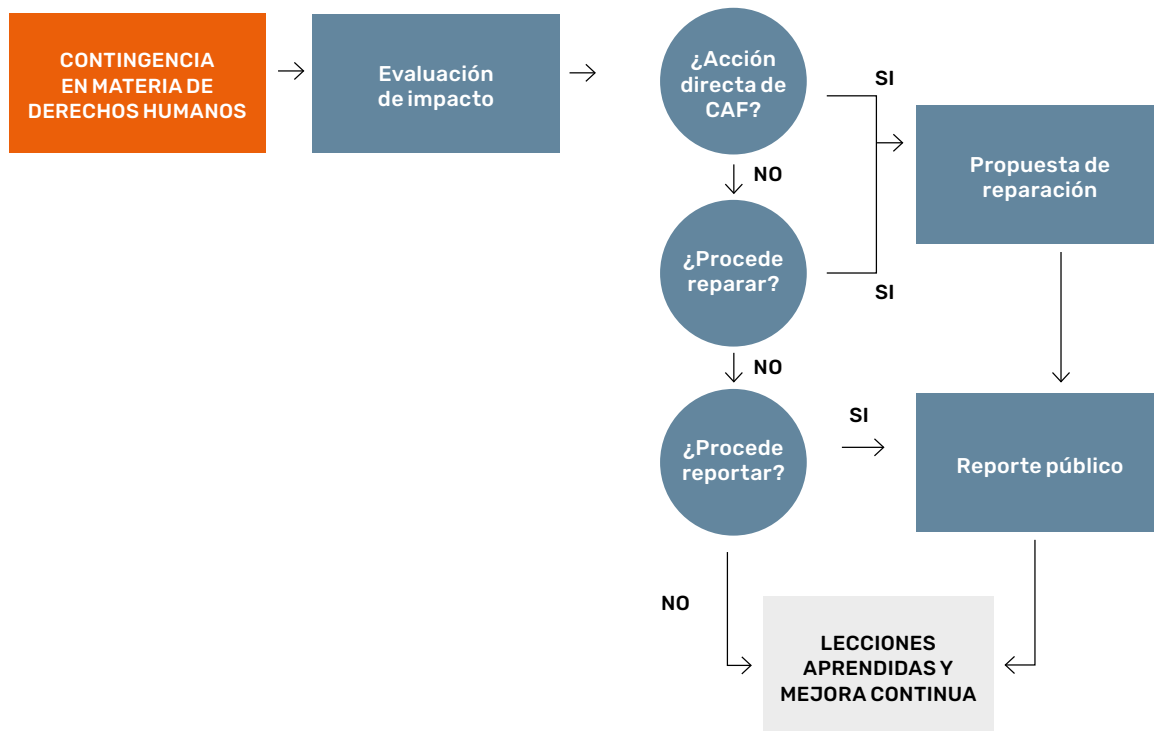 CONTINGENCIA
EN MATERIA DE
DERECHOS HUMANOS
Evaluación
de impacto
¿Acción
directa de
CAF?
SI
NO
Propuesta de
reparación
¿Procede
reparar?
SI
NO
¿Procede
reportar?
SI
Reporte público
NO
LECCIONES
APRENDIDAS Y
MEJORA CONTINUA